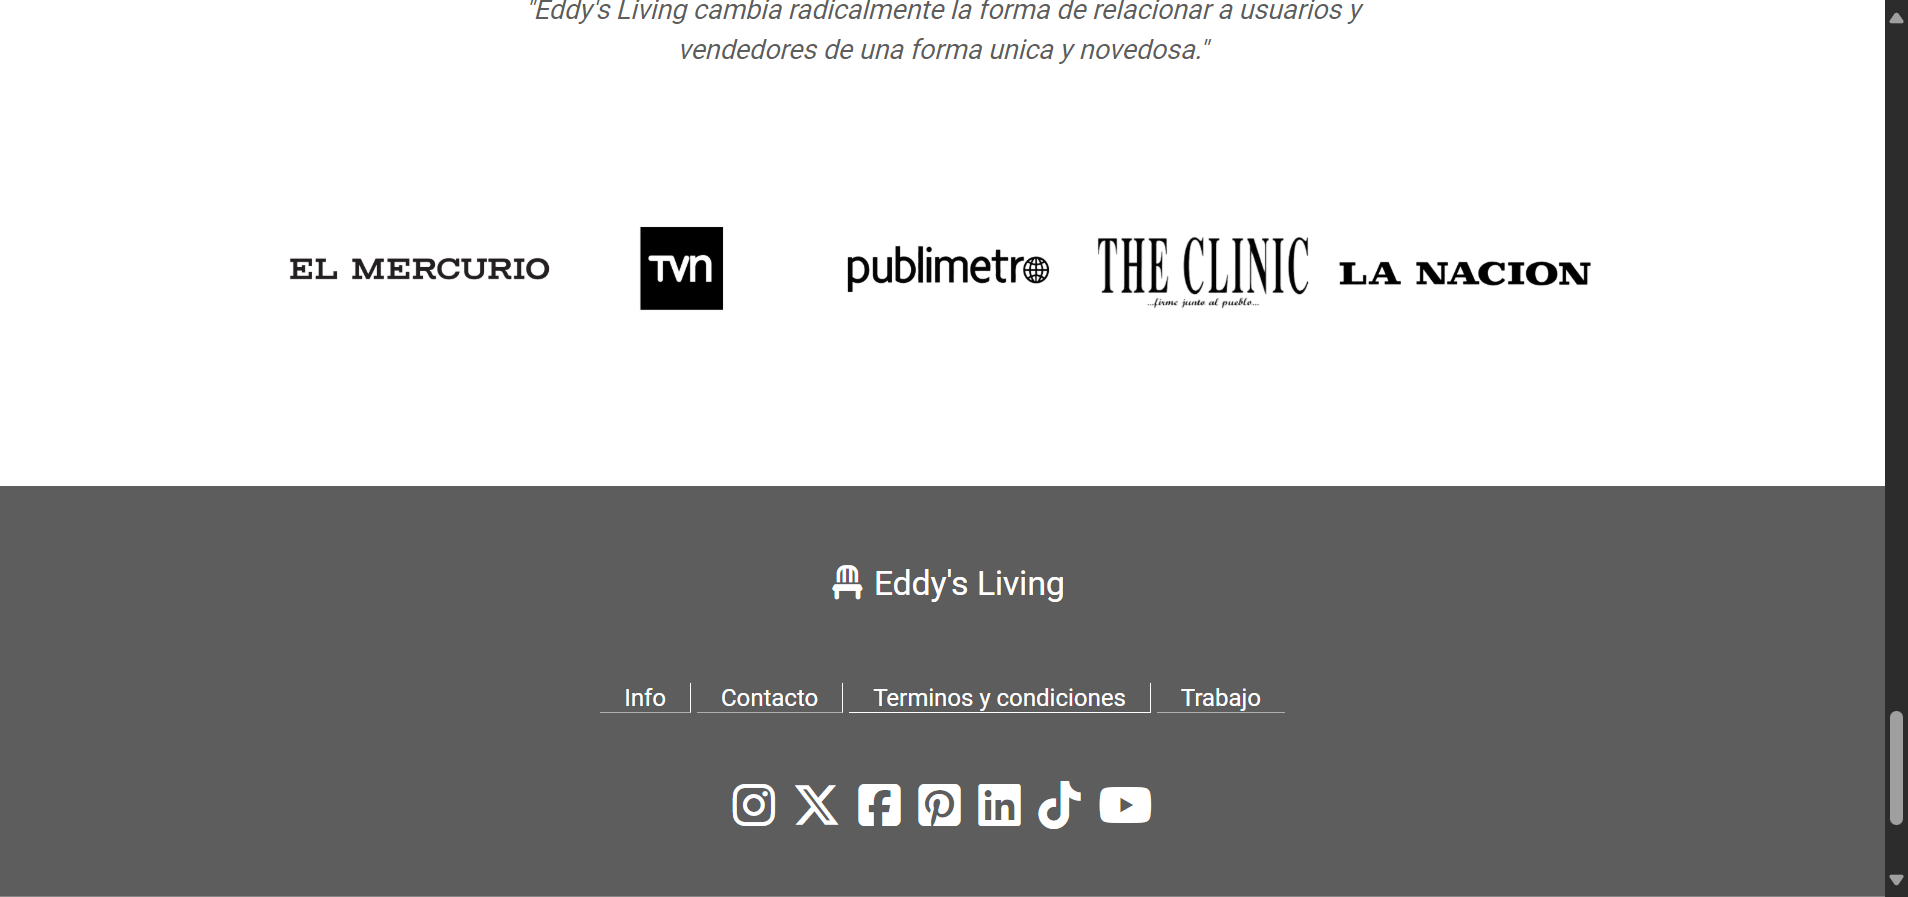 "Eddy's Living cambia radicalmente la forma de relacionar a usuarios y
vendedores de una forma unica y novedosa."
EL MERCURIO
TVN
publimetro
THE CLINIC
...firme junto al pueblo...
LA NACION
Eddy's Living
Info
Contacto
Terminos y condiciones
Trabajo